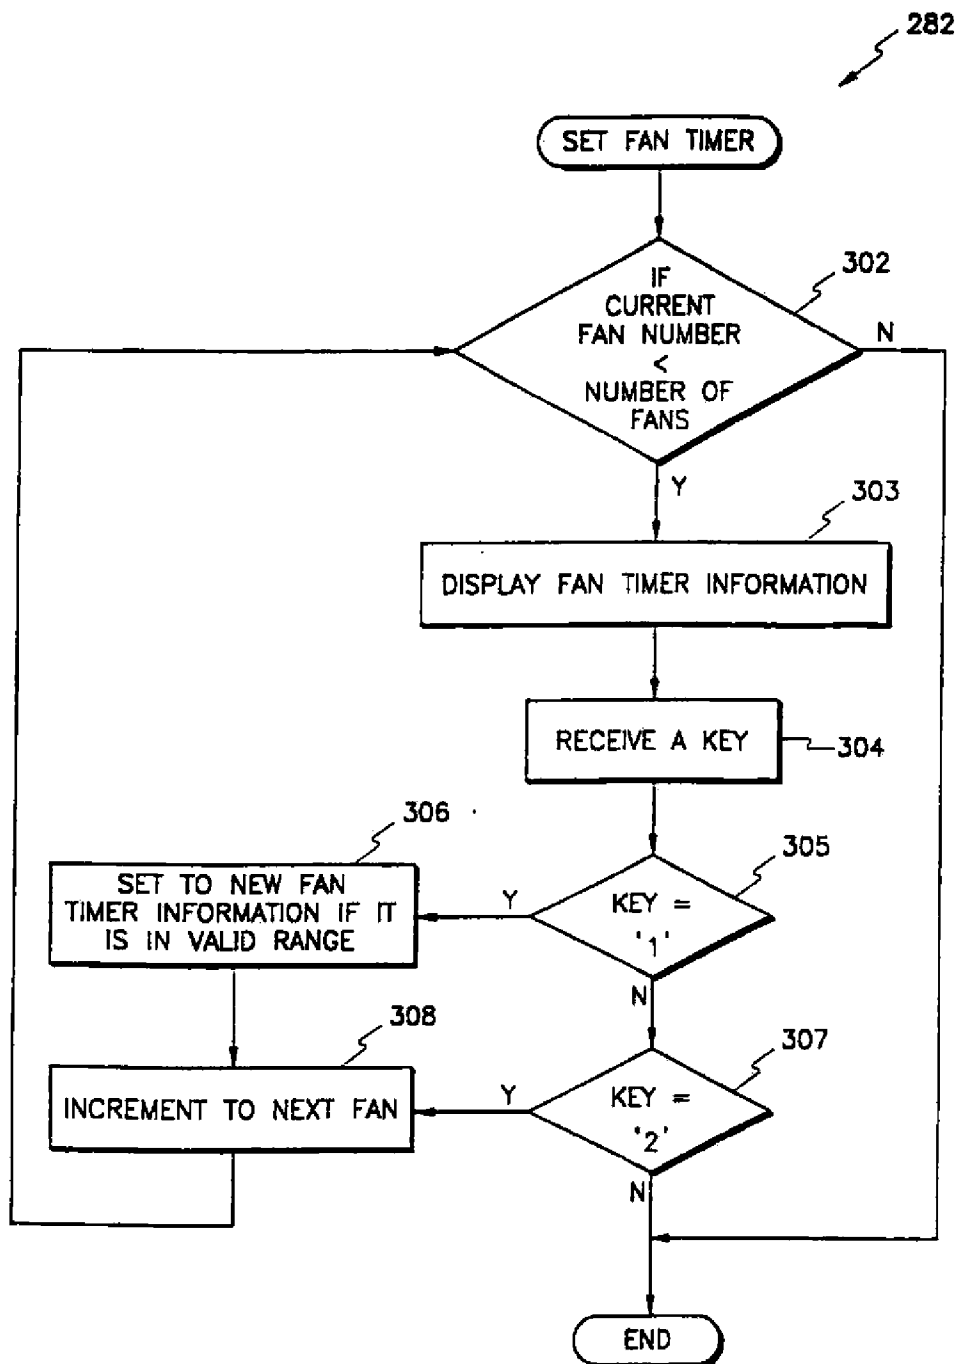 282
SET FAN TIMER
302
IF
CURRENT
FAN NUMBER
<
NUMBER OF
FANS
N
Y
303
DISPLAY FAN TIMER INFORMATION
RECEIVE A KEY
304
306
SET TO NEW FAN
TIMER INFORMATION IF IT
IS IN VALID RANGE
Y
305
KEY =
'1'
N
308
INCREMENT TO NEXT FAN
Y
307
KEY =
'2'
N
END